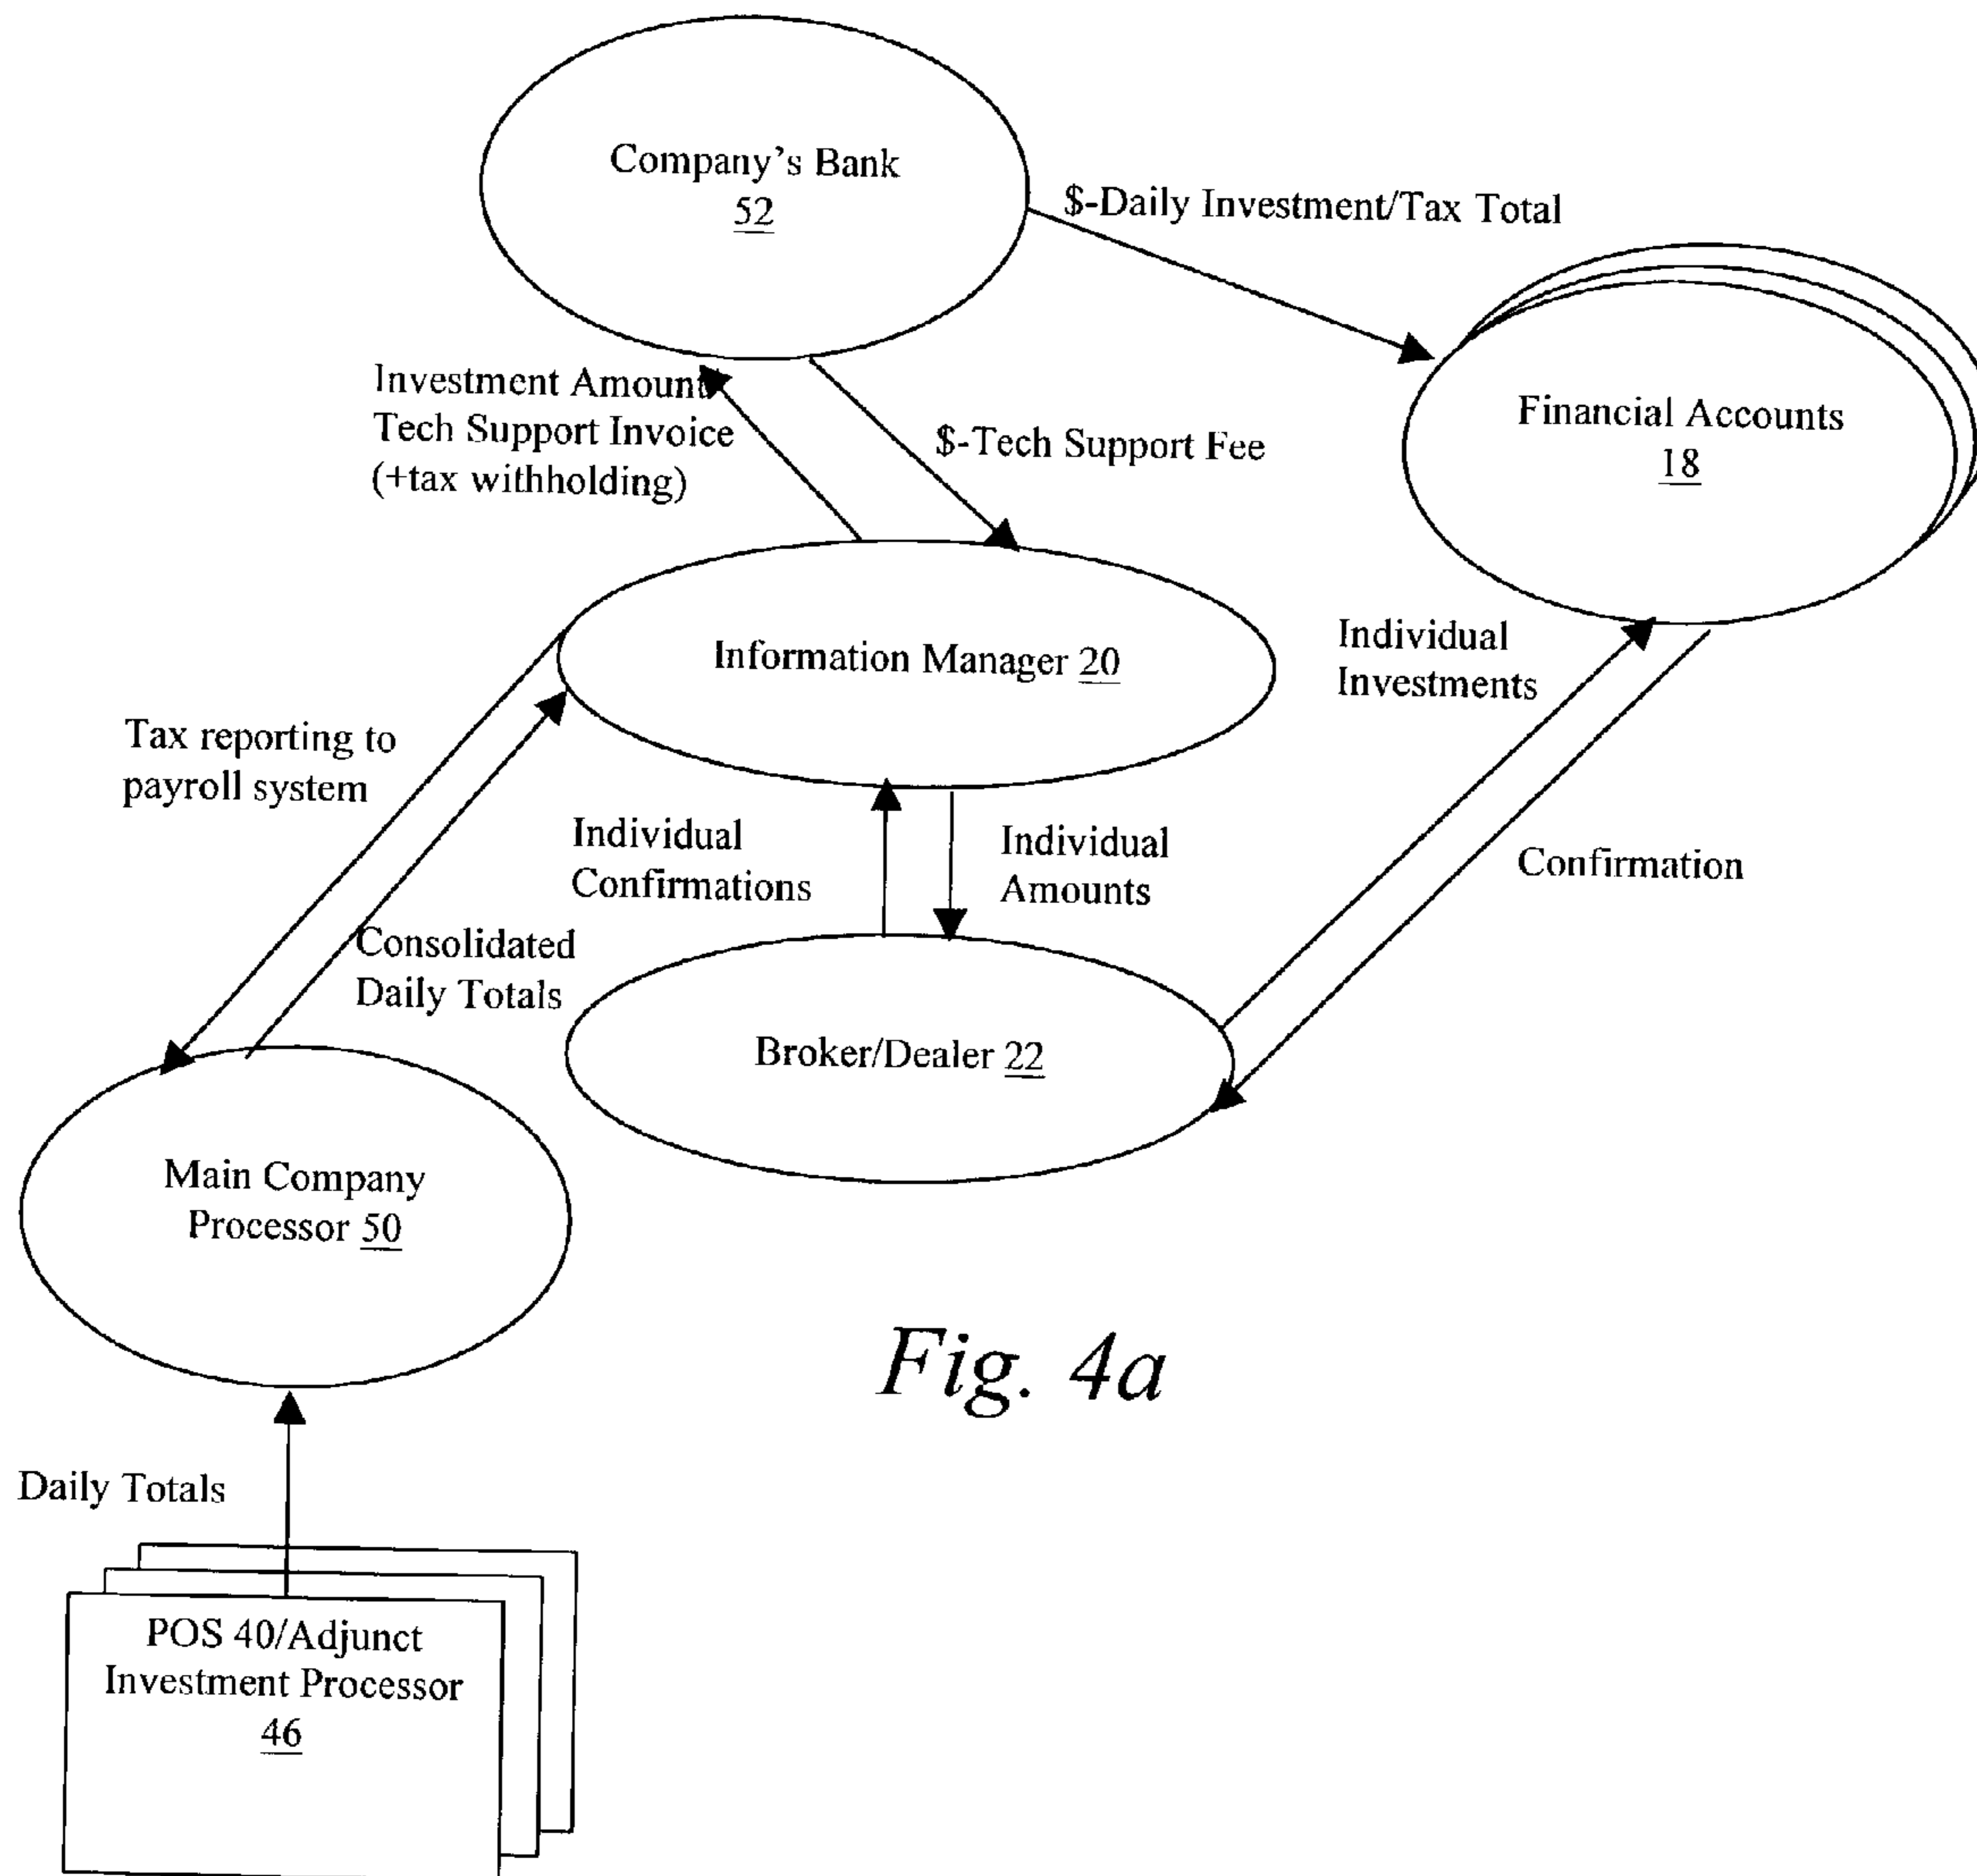 Company's Bank
52
$-Daily Investment/Tax Total
Investment Amount
Tech Support Invoice
(+tax withholding)
$-Tech Support Fee
Financial Accounts
18
Information Manager 20
Individual
Investments
Tax reporting to
payroll system
Individual
Confirmations
Individual
Amounts
Confirmation
Consolidated
Daily Totals
Broker/Dealer 22
Main Company
Processor 50
Fig. 4a
Daily Totals
POS 40/Adjunct
Investment Processor
46